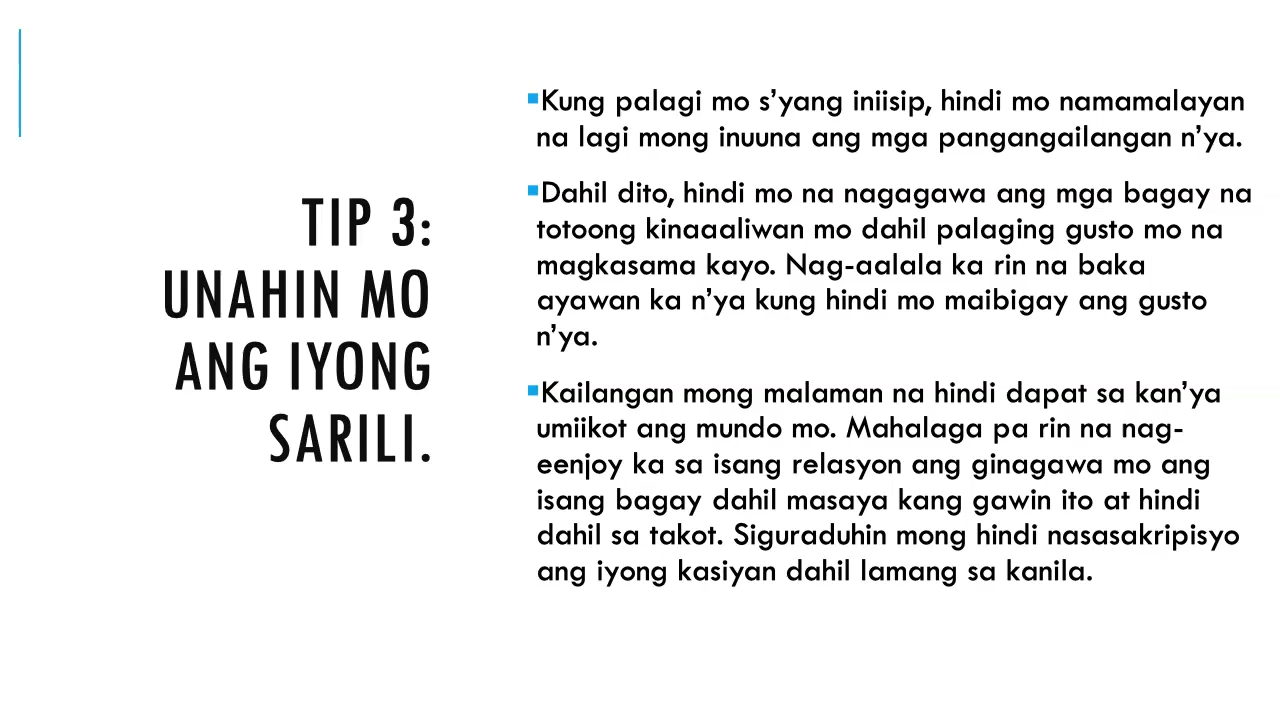 TIP 3:
UNAHIN MO
ANG IYONG
SARILI.
▪Kung palagi mo s’yang iniisip, hindi mo namamalayan
na lagi mong inuuna ang mga pangangailangan n’ya.
▪Dahil dito, hindi mo na nagagawa ang mga bagay na
totoong kinaaaliwan mo dahil palaging gusto mo na
magkasama kayo. Nag-aalala ka rin na baka
ayawan ka n’ya kung hindi mo maibigay ang gusto
n’ya.
▪Kailangan mong malaman na hindi dapat sa kan’ya
umiikot ang mundo mo. Mahalaga pa rin na nag-
eenjoy ka sa isang relasyon ang ginagawa mo ang
isang bagay dahil masaya kang gawin ito at hindi
dahil sa takot. Siguraduhin mong hindi nasasakripisyo
ang iyong kasiyan dahil lamang sa kanila.